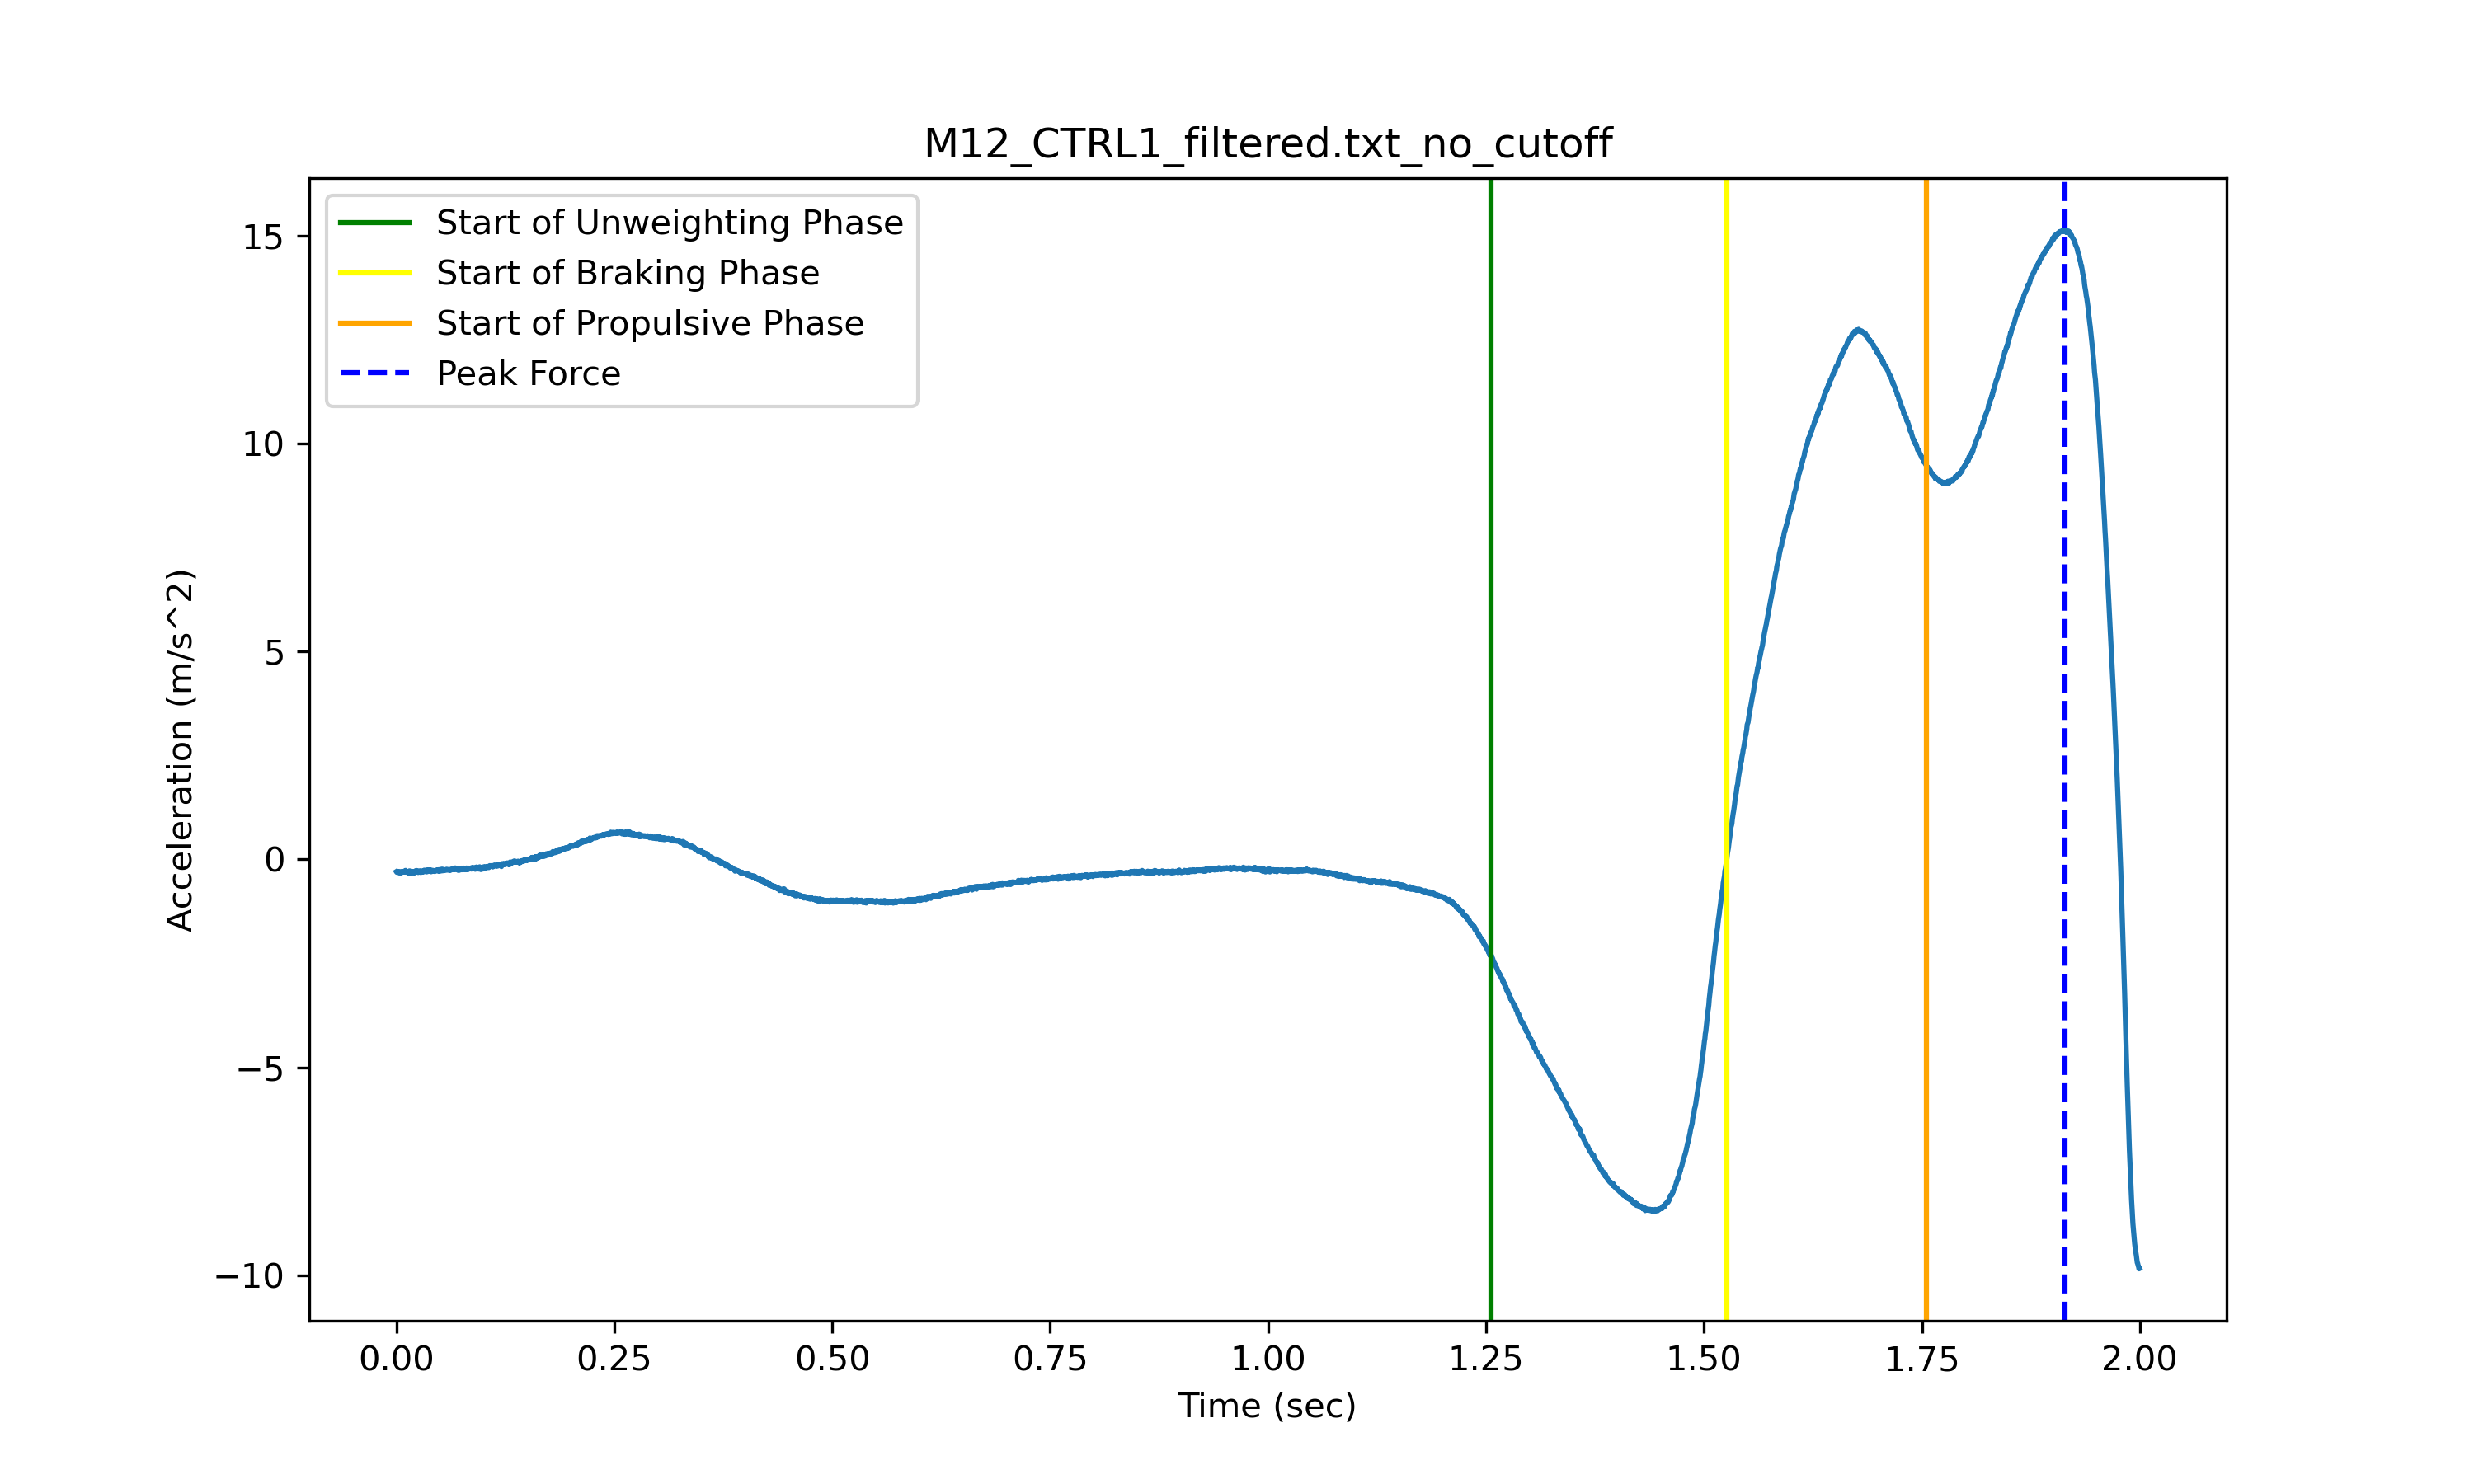 M12_CTRL1_filtered.txt_no_cutoff
Start of Unweighting Phase
Start of Braking Phase
Start of Propulsive Phase
Peak Force
15
10
5
0
−5
−10
Acceleration (m/s^2)
0.00 0.25 0.50 0.75 1.00 1.25 1.50 1.75 2.00
Time (sec)